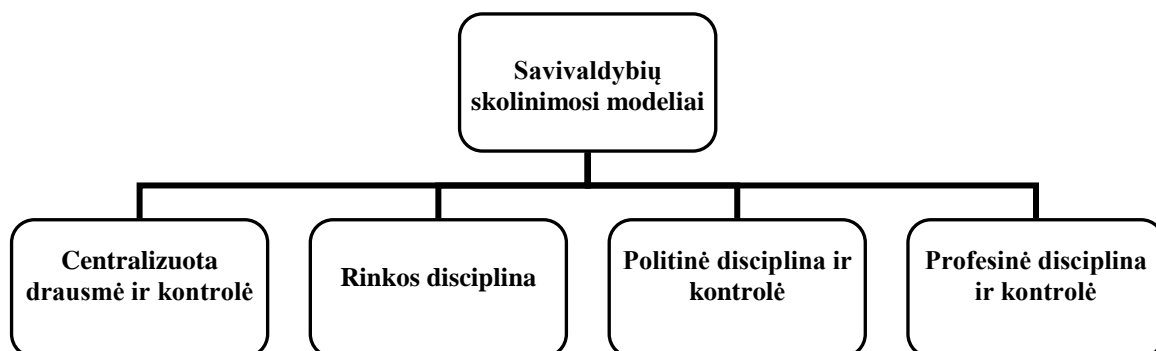 Savivaldybių
skolinimosi modeliai
Centralizuota
drausmė ir kontrolė
Rinkos disciplina
Politinė disciplina ir
kontrolė
Profesinė disciplina
ir kontrolė